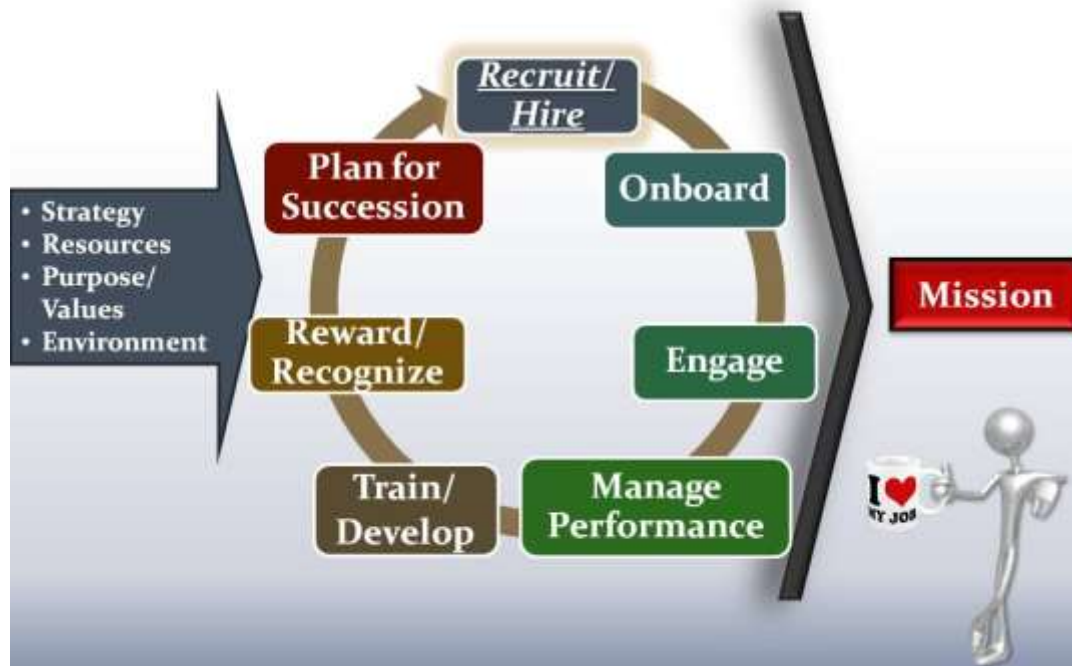 • Strategy
• Resources
• Purpose/
Values
• Environment
Recruit/
Hire
Onboard
Engage
Manage
Performance
Train/
Develop
Reward/
Recognize
Plan for
Succession
Mission
I ❤
MY JOB